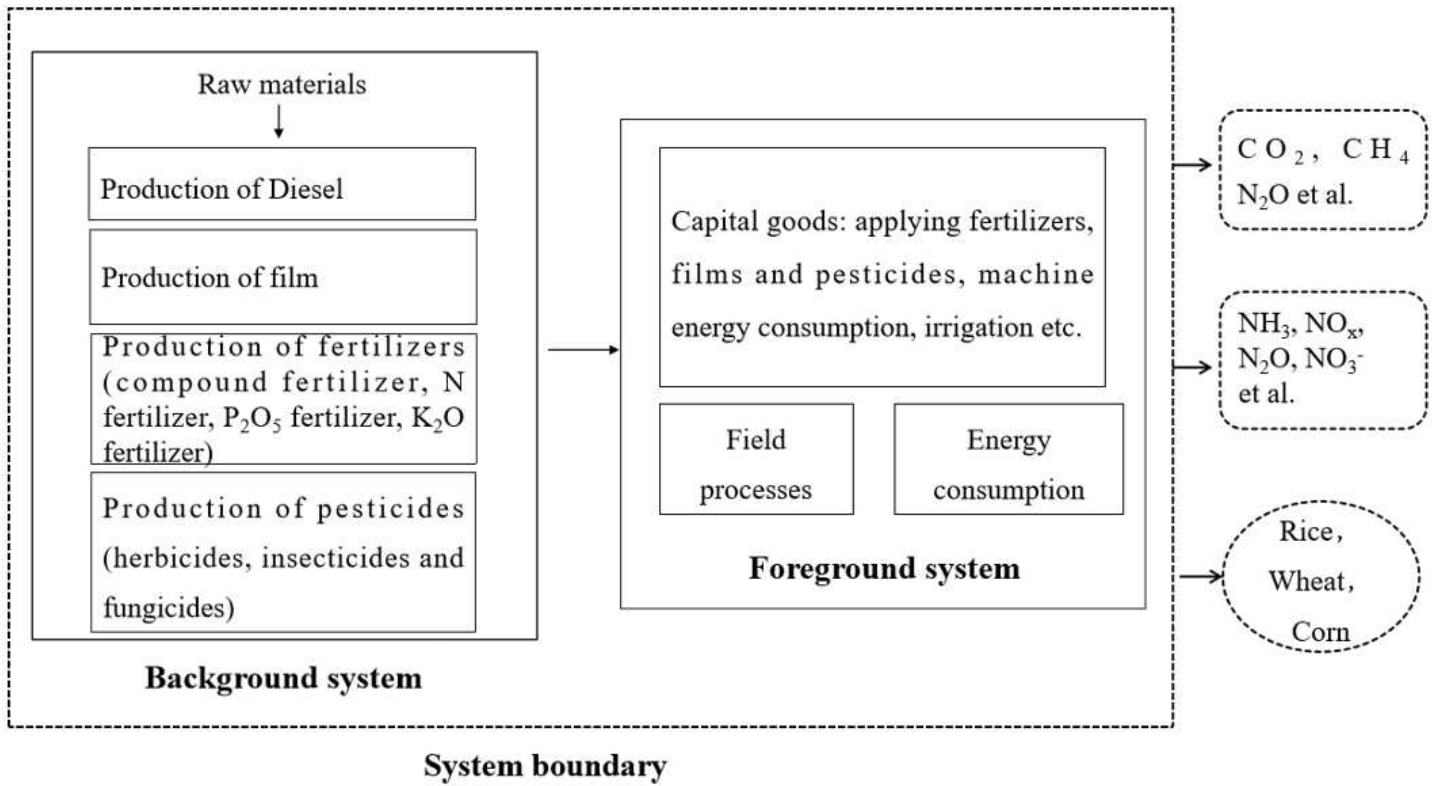 Raw materials
Production of Diesel
Production of film
Production of fertilizers
(compound fertilizer, N
fertilizer, P₂O₅ fertilizer, K₂O
fertilizer)
Production of pesticides
(herbicides, insecticides and
fungicides)
Background system
Capital goods: applying fertilizers,
films and pesticides, machine
energy consumption, irrigation etc.
Field
processes
Energy
consumption
Foreground system
CO₂, CH₄
N₂O et al.
NH₃, NOₓ,
N₂O, NO₃⁻
et al.
Rice,
Wheat,
Corn
System boundary